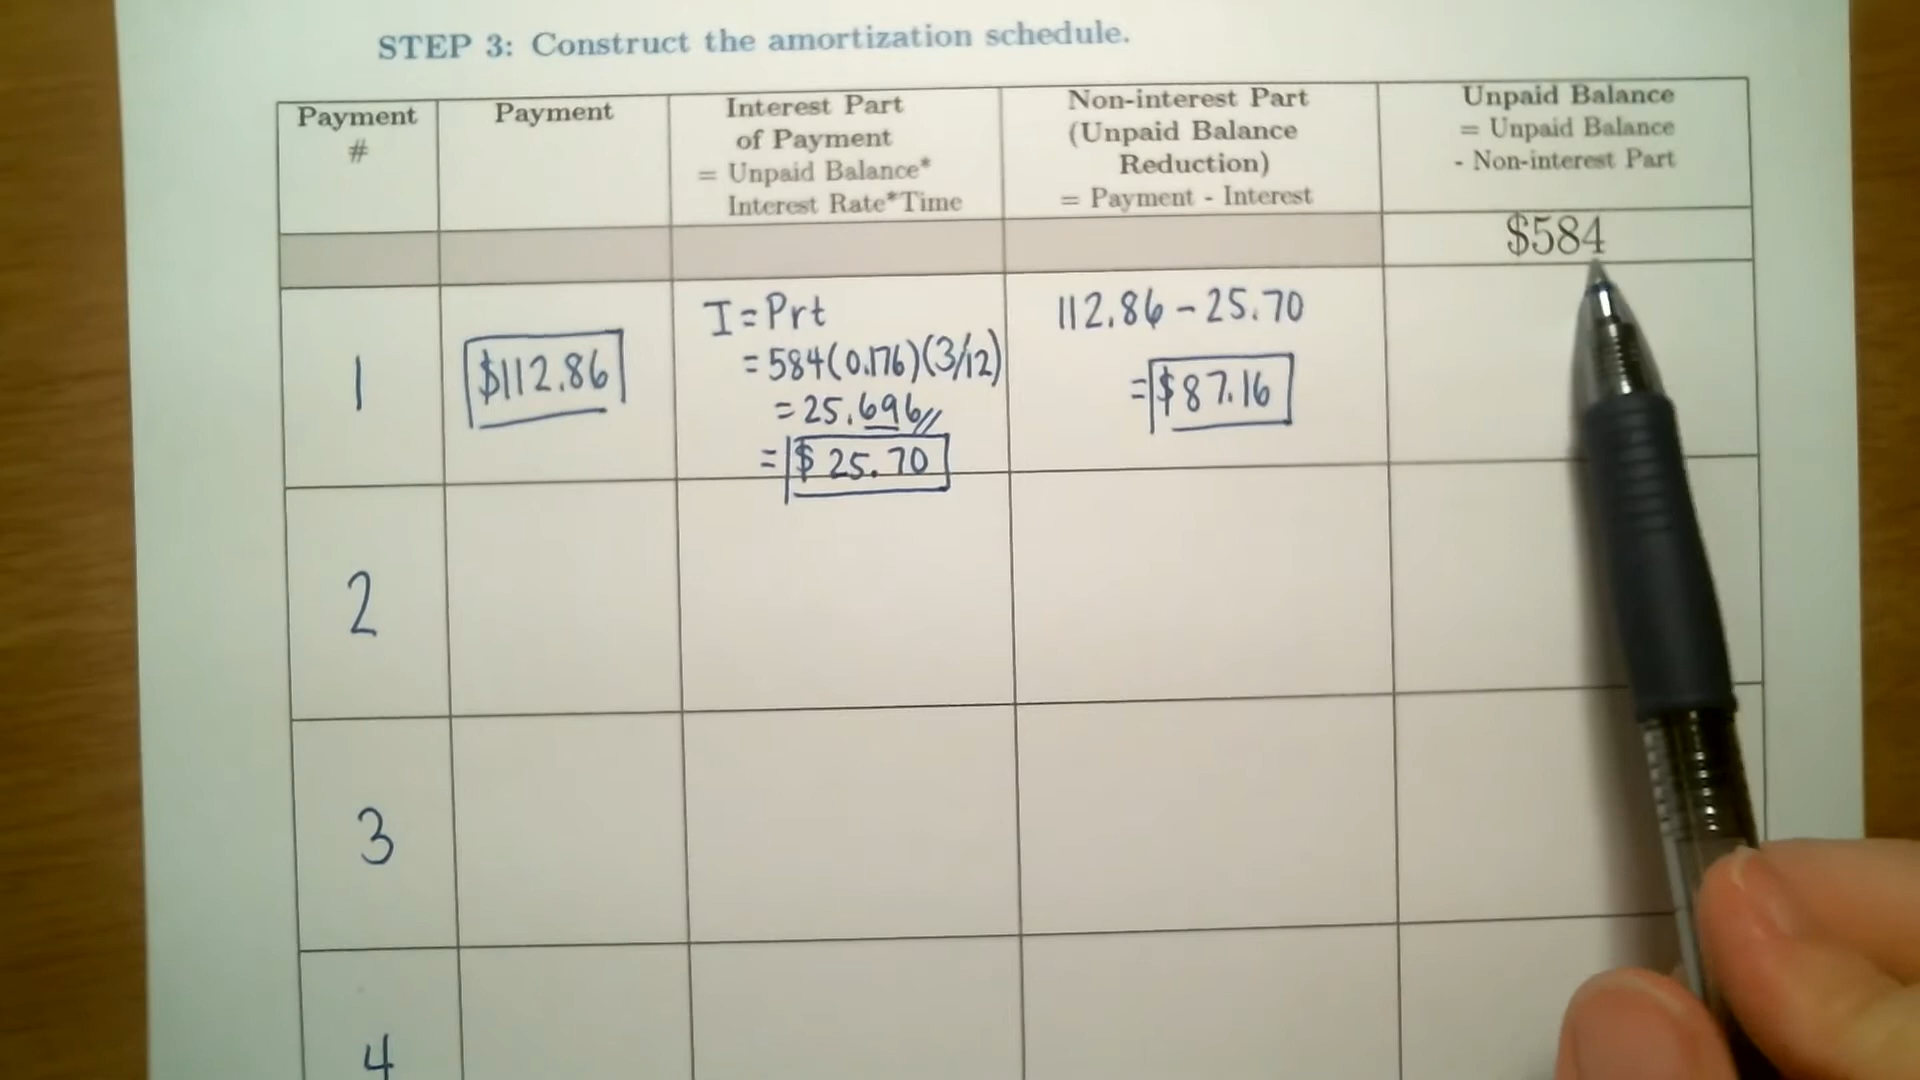 STEP 3: Construct the amortization schedule.
Payment
#
Payment
Interest Part
of Payment
= Unpaid Balance*
Interest Rate*Time
Non-interest Part
(Unpaid Balance
Reduction)
= Payment - Interest
Unpaid Balance
= Unpaid Balance
- Non-interest Part
$584
1
$112.86
I = Prt
= 584(0.176)(3/12)
= 25.696
= $25.70
112.86 - 25.70
= $87.16
2
3
4